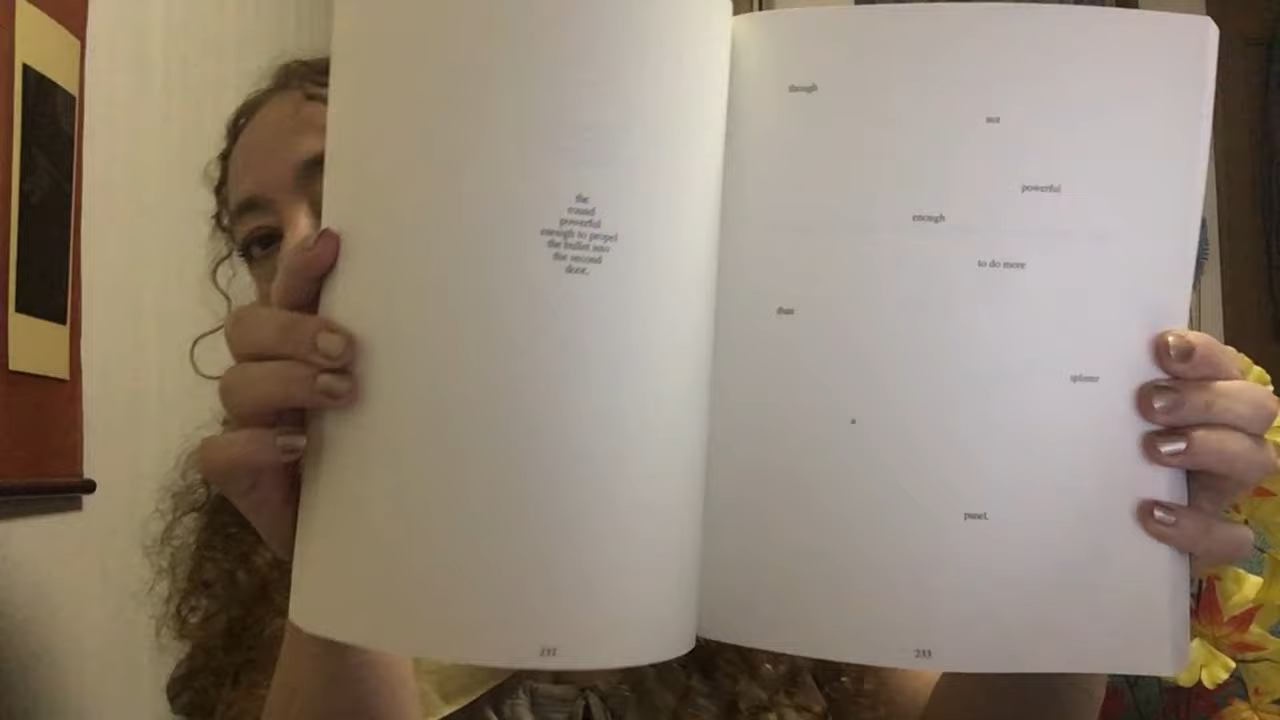 the
round
powerful
enough to propel
the bullet into
the second
door,
232
though
not
powerful
enough
to do more
than
splinter
a
panel.
233